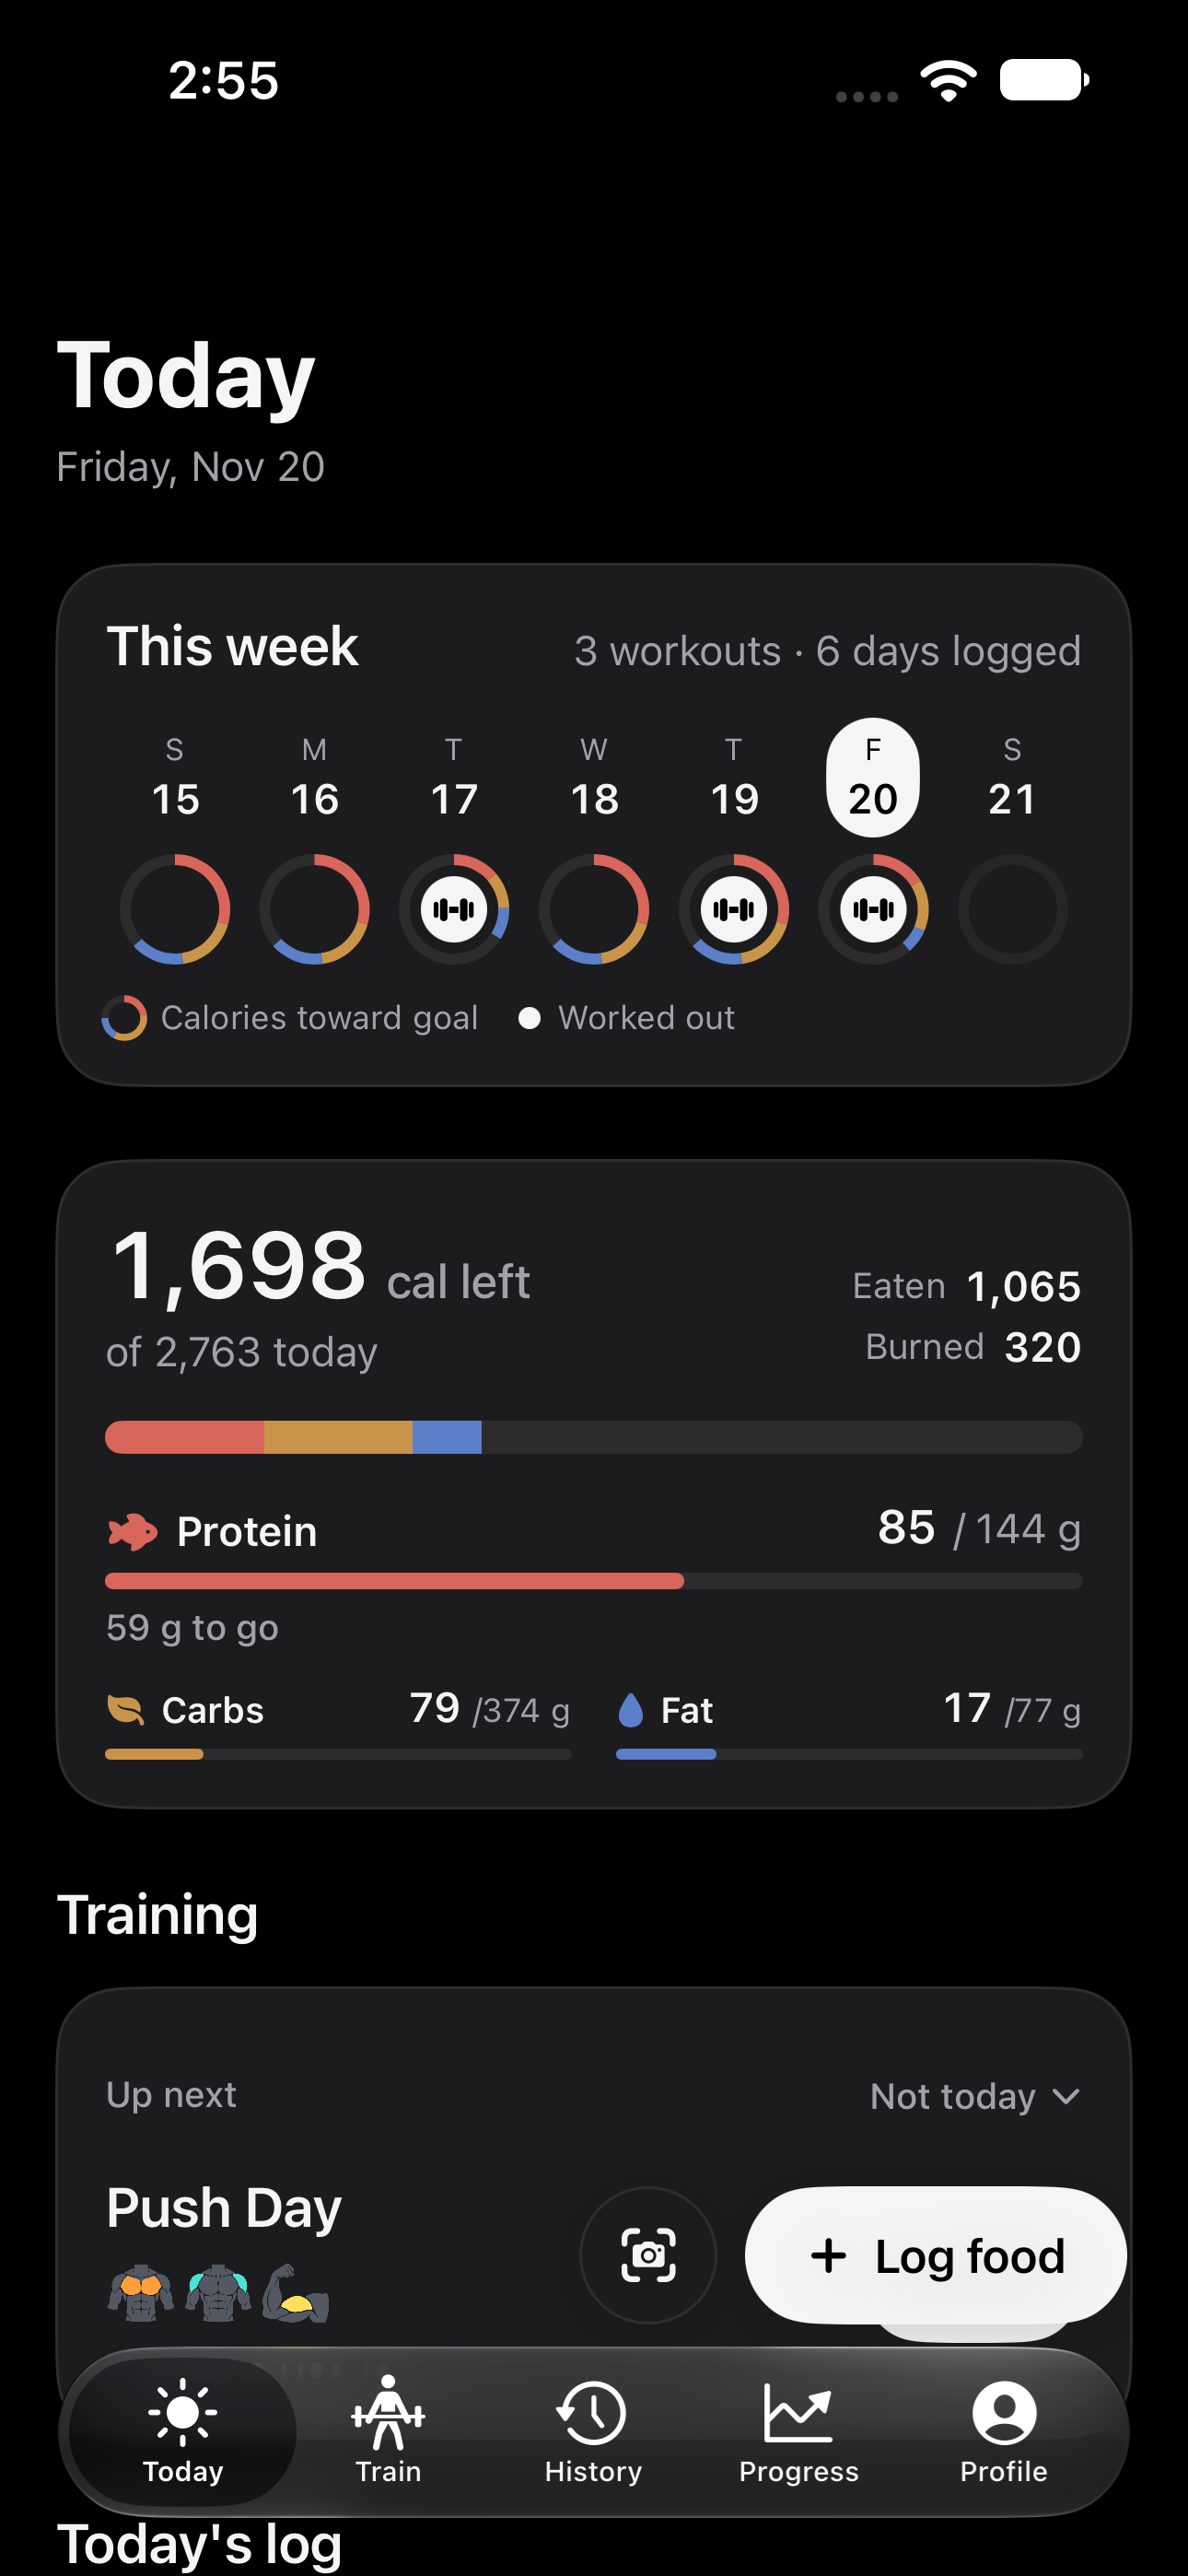 2:55
Today
Friday, Nov 20
This week
3 workouts · 6 days logged
S M T W T F S
15 16 17 18 19 20 21
Calories toward goal
Worked out
1,698 cal left
of 2,763 today
Eaten 1,065
Burned 320
Protein
85 / 144 g
59 g to go
Carbs 79 /374 g
Fat 17 /77 g
Training
Up next
Not today
Push Day
+ Log food
Today Train History Progress Profile
Today's log